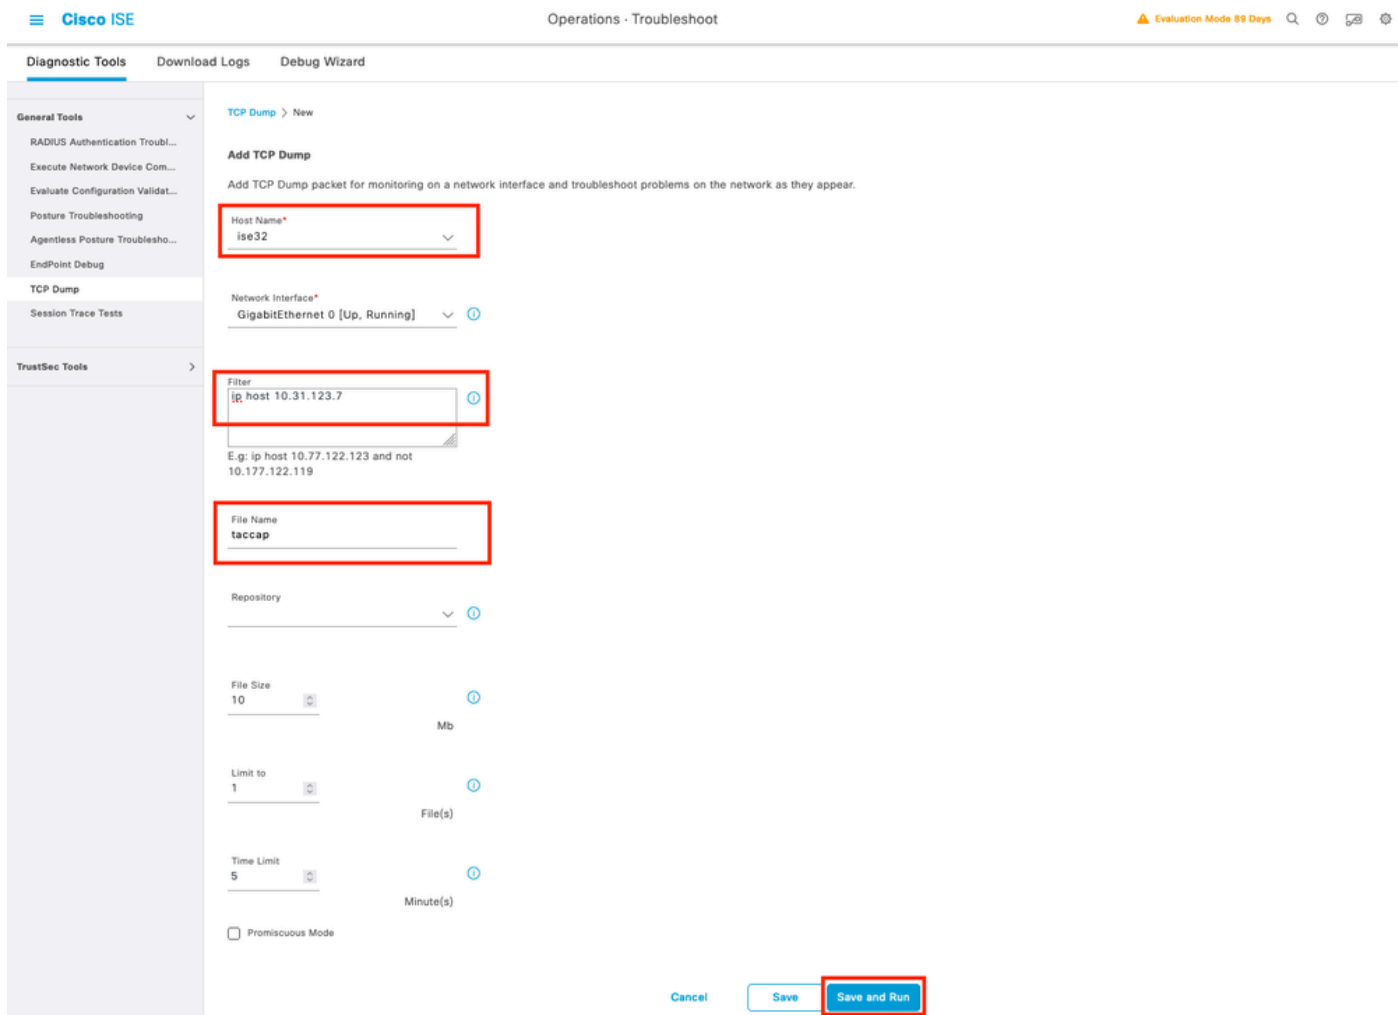 Cisco ISE
Operations · Troubleshoot
Evaluation Mode 89 Days
Diagnostic Tools
Download Logs
Debug Wizard
General Tools
RADIUS Authentication Troubl...
Execute Network Device Com...
Evaluate Configuration Validat...
Posture Troubleshooting
Agentless Posture Troublesho...
EndPoint Debug
TCP Dump
Session Trace Tests
TrustSec Tools
TCP Dump > New
Add TCP Dump
Add TCP Dump packet for monitoring on a network interface and troubleshoot problems on the network as they appear.
Host Name*
ise32
Network Interface*
GigabitEthernet 0 [Up, Running]
Filter
ip host 10.31.123.7
E.g: ip host 10.77.122.123 and not
10.177.122.119
File Name
taccap
Repository
File Size
10
Mb
Limit to
1
File(s)
Time Limit
5
Minute(s)
Promiscuous Mode
Cancel
Save
Save and Run